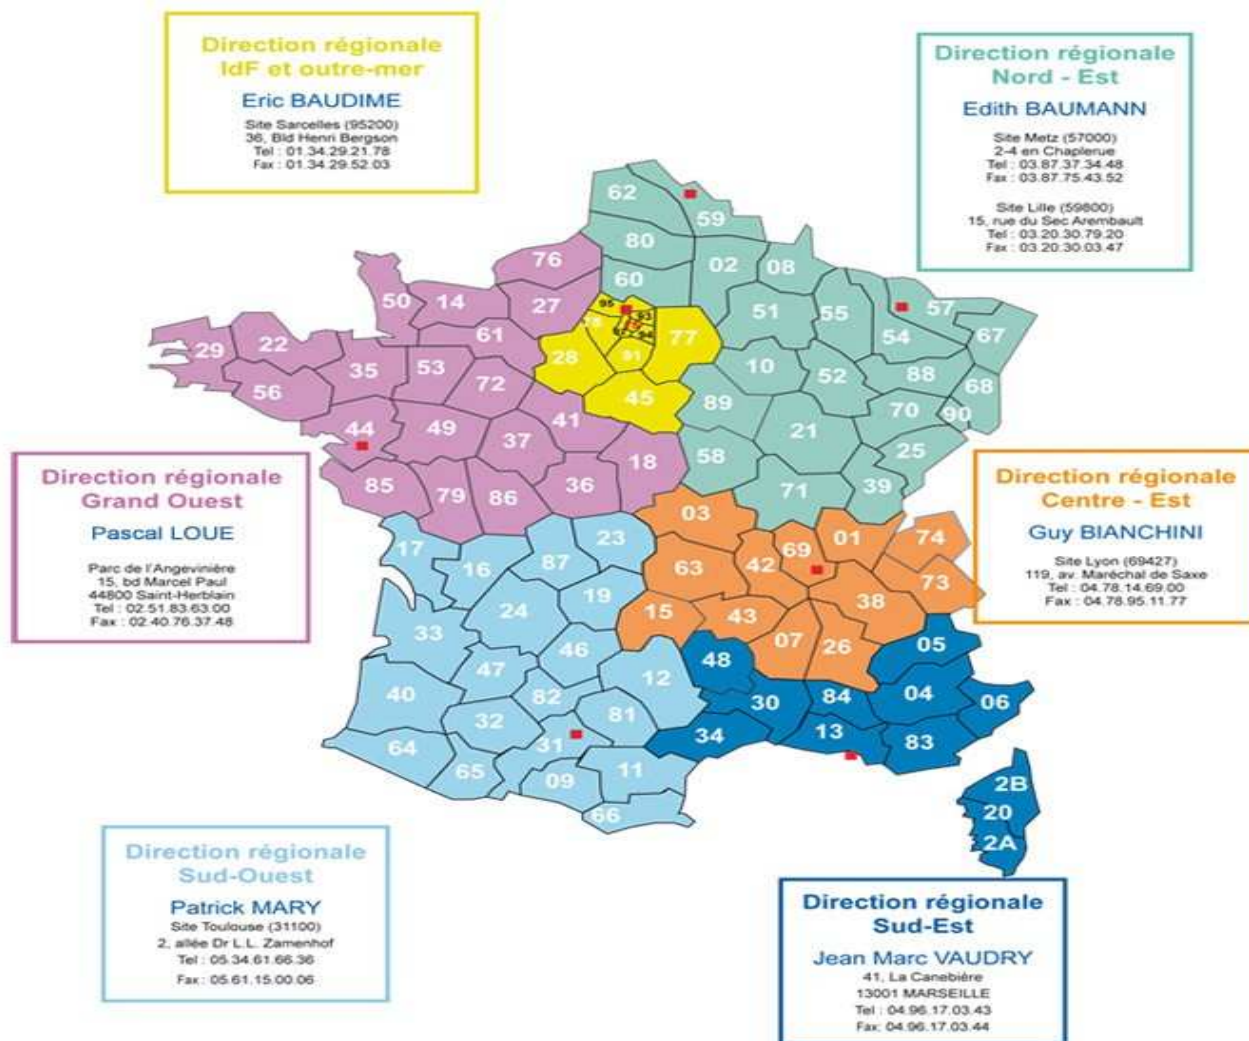 Direction régionale
IdF et outre-mer
Eric BAUDIME
Site Sarcelles (95200)
36, Bld Henri Bergson
Tel : 01.34.29.21.78
Fax : 01.34.29.52.03
Direction régionale
Nord - Est
Edith BAUMANN
Site Metz (57000)
2-4 en Chaplerue
Tel : 03.87.37.34.48
Fax : 03.87.75.43.52
Site Lille (59800)
15, rue du Sec Arembault
Tel : 03.20.30.79.20
Fax : 03.20.30.03.47
62
59
80
76
02
08
60
50
14
27
95
93
51
55
57
54
67
61
94
77
29
22
28
91
35
53
10
52
88
68
56
72
45
89
70
90
41
44
49
37
21
25
18
58
85
79
86
36
71
39
Direction régionale
Grand Ouest
Pascal LOUE
Parc de l'Angevinière
15, bd Marcel Paul
44800 Saint-Herblain
Tel : 02.51.83.63.00
Fax : 02.40.76.37.48
Direction régionale
Centre - Est
Guy BIANCHINI
Site Lyon (69427)
119, av. Maréchal de Saxe
Tel : 04.78.14.69.00
Fax : 04.78.95.11.77
03
17
23
69
01
74
16
87
63
42
73
24
19
38
15
43
33
07
26
05
46
48
47
12
40
82
30
84
04
06
32
81
34
13
83
64
31
65
09
11
66
2B
20
2A
Direction régionale
Sud-Ouest
Patrick MARY
Site Toulouse (31100)
2, allée Dr L.L. Zamenhof
Tel : 05.34.61.66.36
Fax : 05.61.15.00.06
Direction régionale
Sud-Est
Jean Marc VAUDRY
41, La Canebière
13001 MARSEILLE
Tel : 04.96.17.03.43
Fax: 04.96.17.03.44